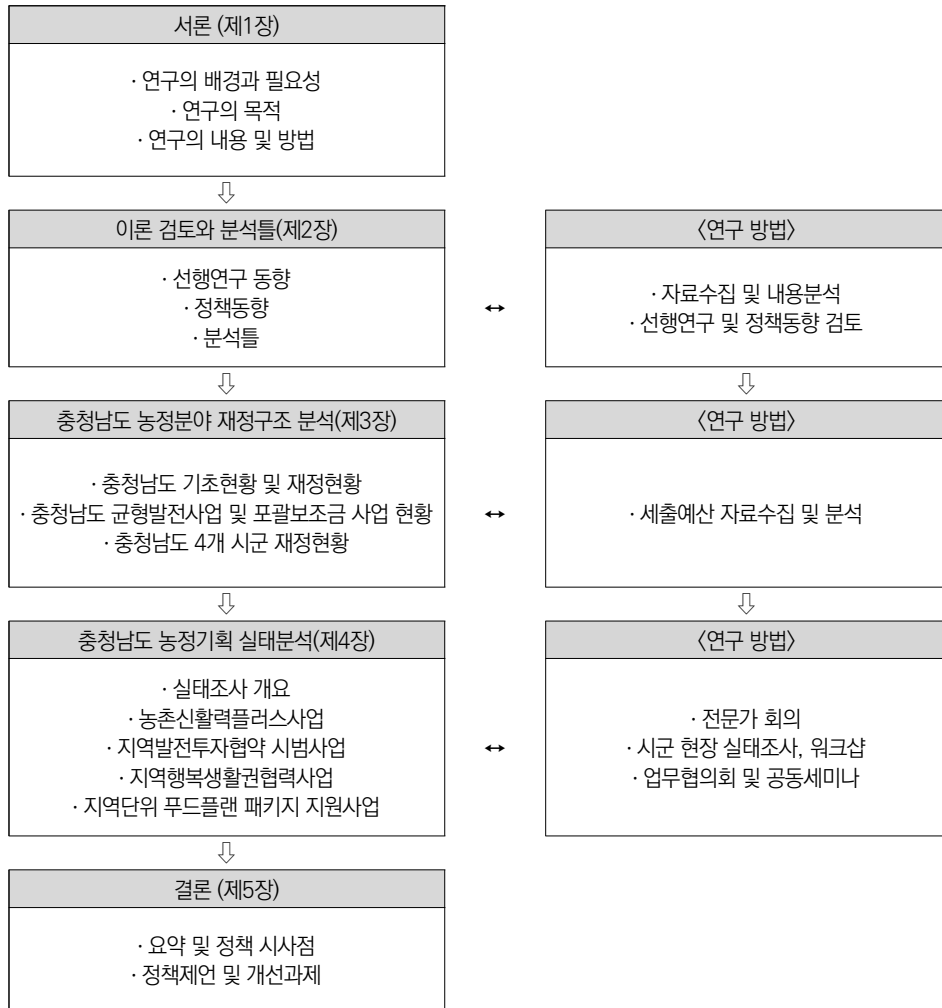 서론 (제1장)
· 연구의 배경과 필요성
· 연구의 목적
· 연구의 내용 및 방법
⇩
이론 검토와 분석틀(제2장)
· 선행연구 동향
· 정책동향
· 분석틀
↔
〈연구 방법〉
· 자료수집 및 내용분석
· 선행연구 및 정책동향 검토
⇩
⇩
충청남도 농정분야 재정구조 분석(제3장)
· 충청남도 기초현황 및 재정현황
· 충청남도 균형발전사업 및 포괄보조금 사업 현황
· 충청남도 4개 시군 재정현황
↔
〈연구 방법〉
· 세출예산 자료수집 및 분석
⇩
⇩
충청남도 농정기획 실태분석(제4장)
· 실태조사 개요
· 농촌신활력플러스사업
· 지역발전투자협약 시범사업
· 지역행복생활권협력사업
· 지역단위 푸드플랜 패키지 지원사업
↔
〈연구 방법〉
· 전문가 회의
· 시군 현장 실태조사, 워크샵
· 업무협의회 및 공동세미나
⇩
결론 (제5장)
· 요약 및 정책 시사점
· 정책제언 및 개선과제